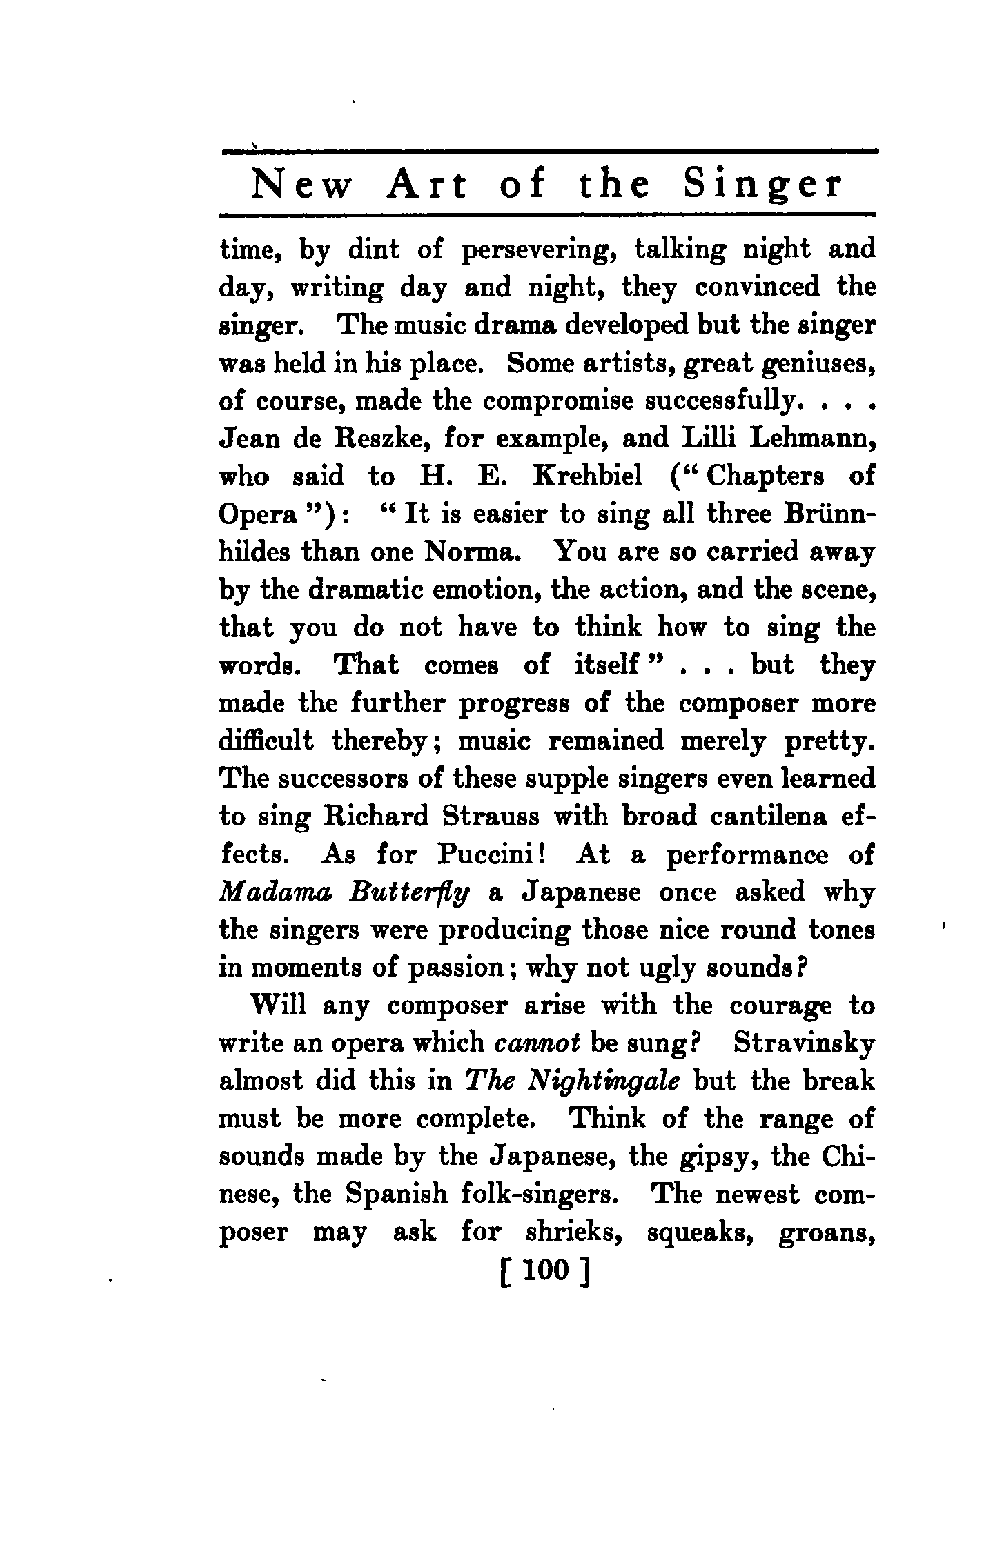 New Art of the Singer
time, by dint of persevering, talking night and
day, writing day and night, they convinced the
singer. The music drama developed but the singer
was held in his place. Some artists, great geniuses,
of course, made the compromise successfully. . . .
Jean de Reszke, for example, and Lilli Lehmann,
who said to H. E. Krehbiel (“ Chapters of
Opera ”) : “ It is easier to sing all three Brünn-
hildes than one Norma. You are so carried away
by the dramatic emotion, the action, and the scene,
that you do not have to think how to sing the
words. That comes of itself ” . . . but they
made the further progress of the composer more
difficult thereby; music remained merely pretty.
The successors of these supple singers even learned
to sing Richard Strauss with broad cantilena ef-
fects. As for Puccini! At a performance of
Madama Butterfly a Japanese once asked why
the singers were producing those nice round tones
in moments of passion; why not ugly sounds?
Will any composer arise with the courage to
write an opera which cannot be sung? Stravinsky
almost did this in The Nightingale but the break
must be more complete. Think of the range of
sounds made by the Japanese, the gipsy, the Chi-
nese, the Spanish folk-singers. The newest com-
poser may ask for shrieks, squeaks, groans,
[ 100 ]